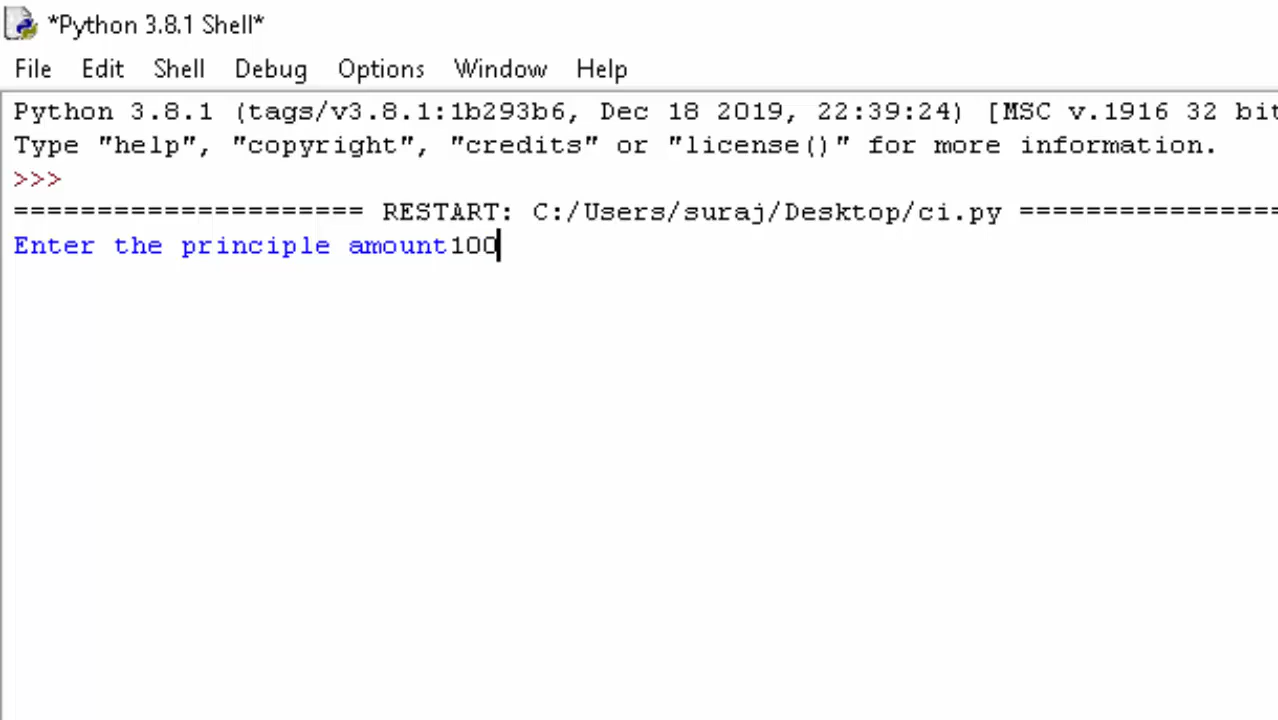 *Python 3.8.1 Shell*
File Edit Shell Debug Options Window Help
Python 3.8.1 (tags/v3.8.1:1b293b6, Dec 18 2019, 22:39:24) [MSC v.1916 32 bit
Type "help", "copyright", "credits" or "license()" for more information.
>>>
===================== RESTART: C:/Users/suraj/Desktop/ci.py ================
Enter the principle amount100